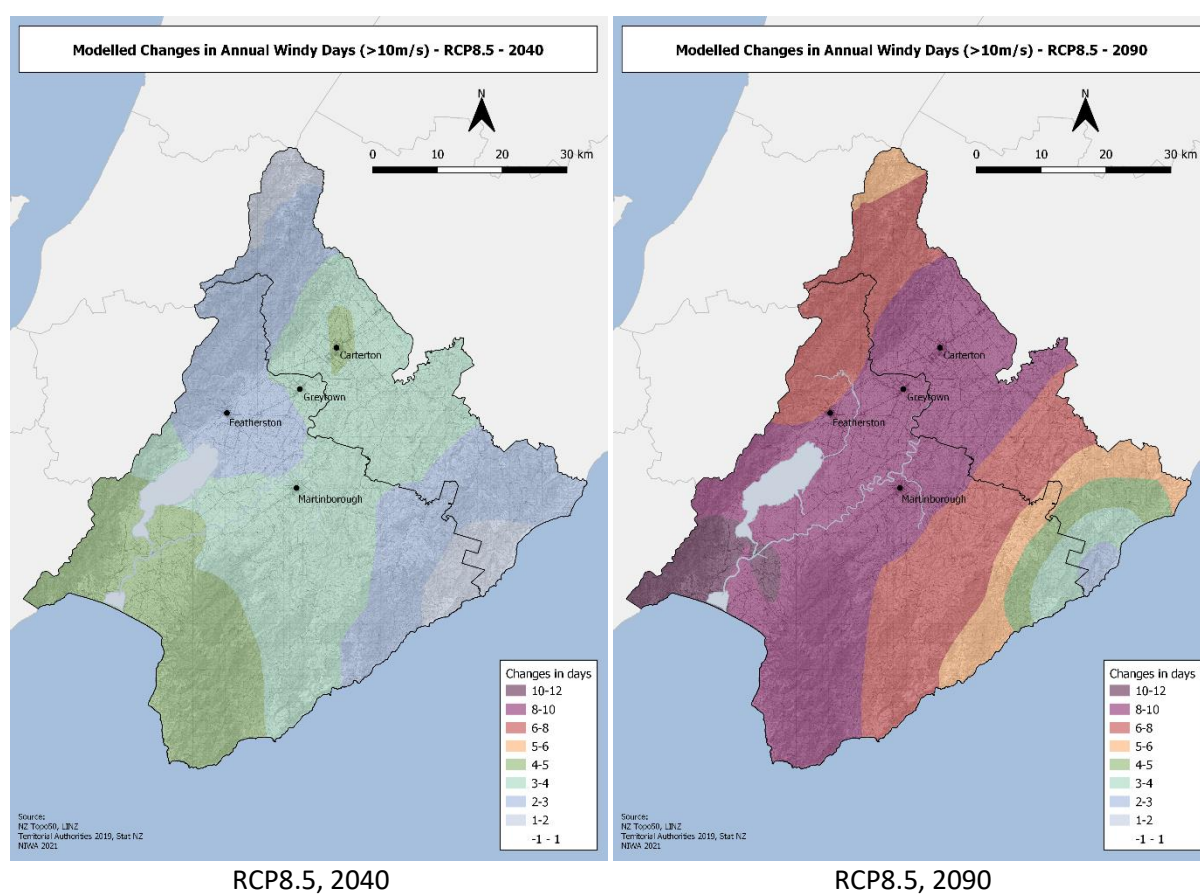 Modelled Changes in Annual Windy Days (>10m/s) - RCP8.5 - 2040
N
0 10 20 30 km
Carterton
Greytown
Featherston
Martinborough
Changes in days
10-12
8-10
6-8
5-6
4-5
3-4
2-3
1-2
-1 - 1
Source:
NZ Topo50, LINZ
Territorial Authorities 2019, Stat NZ
NIWA 2021
RCP8.5, 2040
Modelled Changes in Annual Windy Days (>10m/s) - RCP8.5 - 2090
N
0 10 20 30 km
Carterton
Greytown
Featherston
Martinborough
Changes in days
10-12
8-10
6-8
5-6
4-5
3-4
2-3
1-2
-1 - 1
Source:
NZ Topo50, LINZ
Territorial Authorities 2019, Stat NZ
NIWA 2021
RCP8.5, 2090